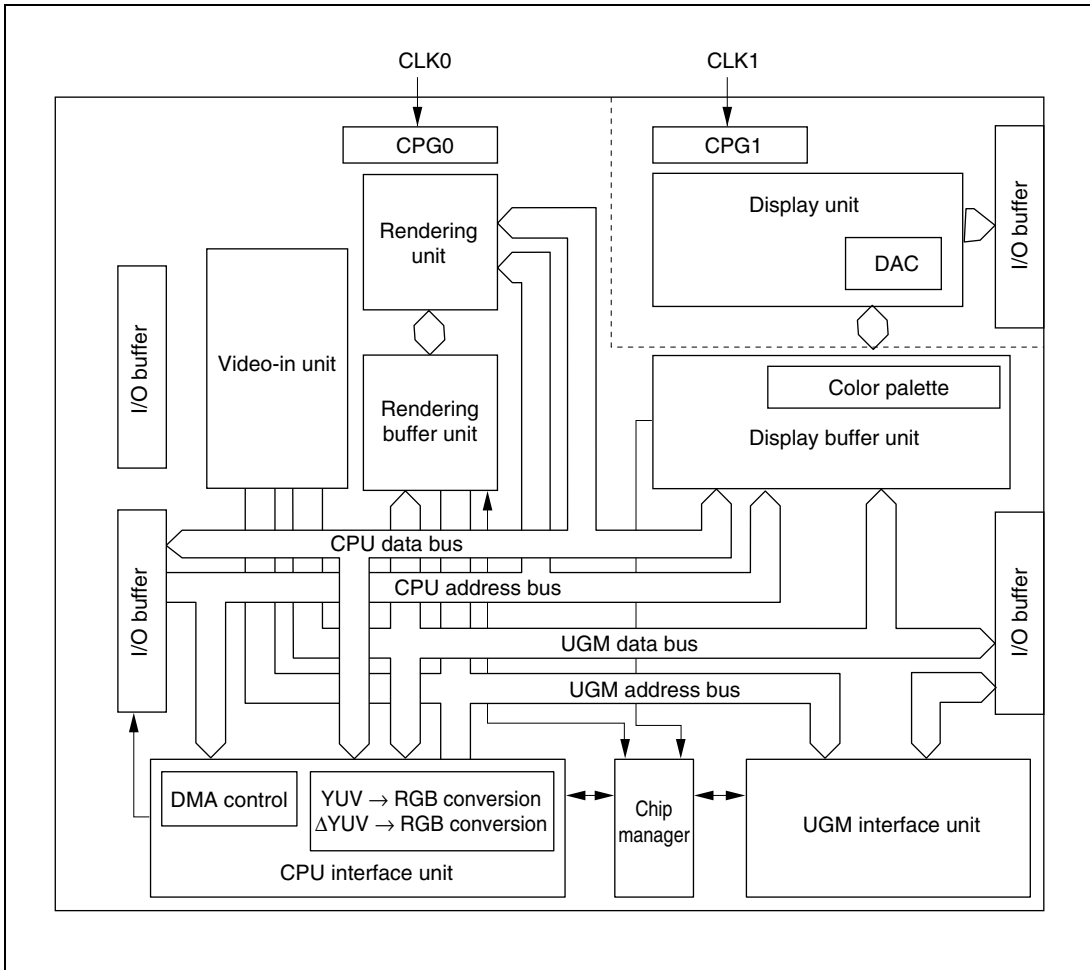 CLK0
CLK1
CPG0
CPG1
Rendering
unit
Display unit
DAC
I/O buffer
I/O buffer
Video-in unit
Rendering
buffer unit
Color palette
Display buffer unit
I/O buffer
CPU data bus
CPU address bus
UGM data bus
UGM address bus
I/O buffer
DMA control
YUV → RGB conversion
ΔYUV → RGB conversion
CPU interface unit
Chip
manager
UGM interface unit